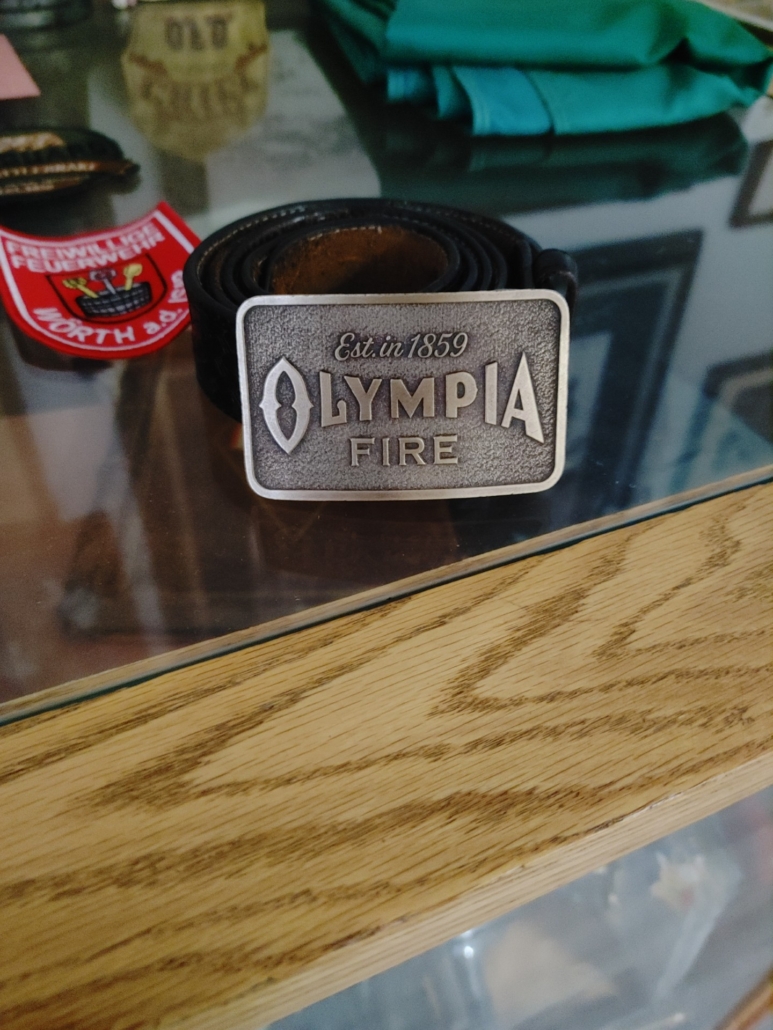 FREIWILLIGE
FEUERWEHR
WÖRTH a.d.
Est. in 1859
OLYMPIA
FIRE